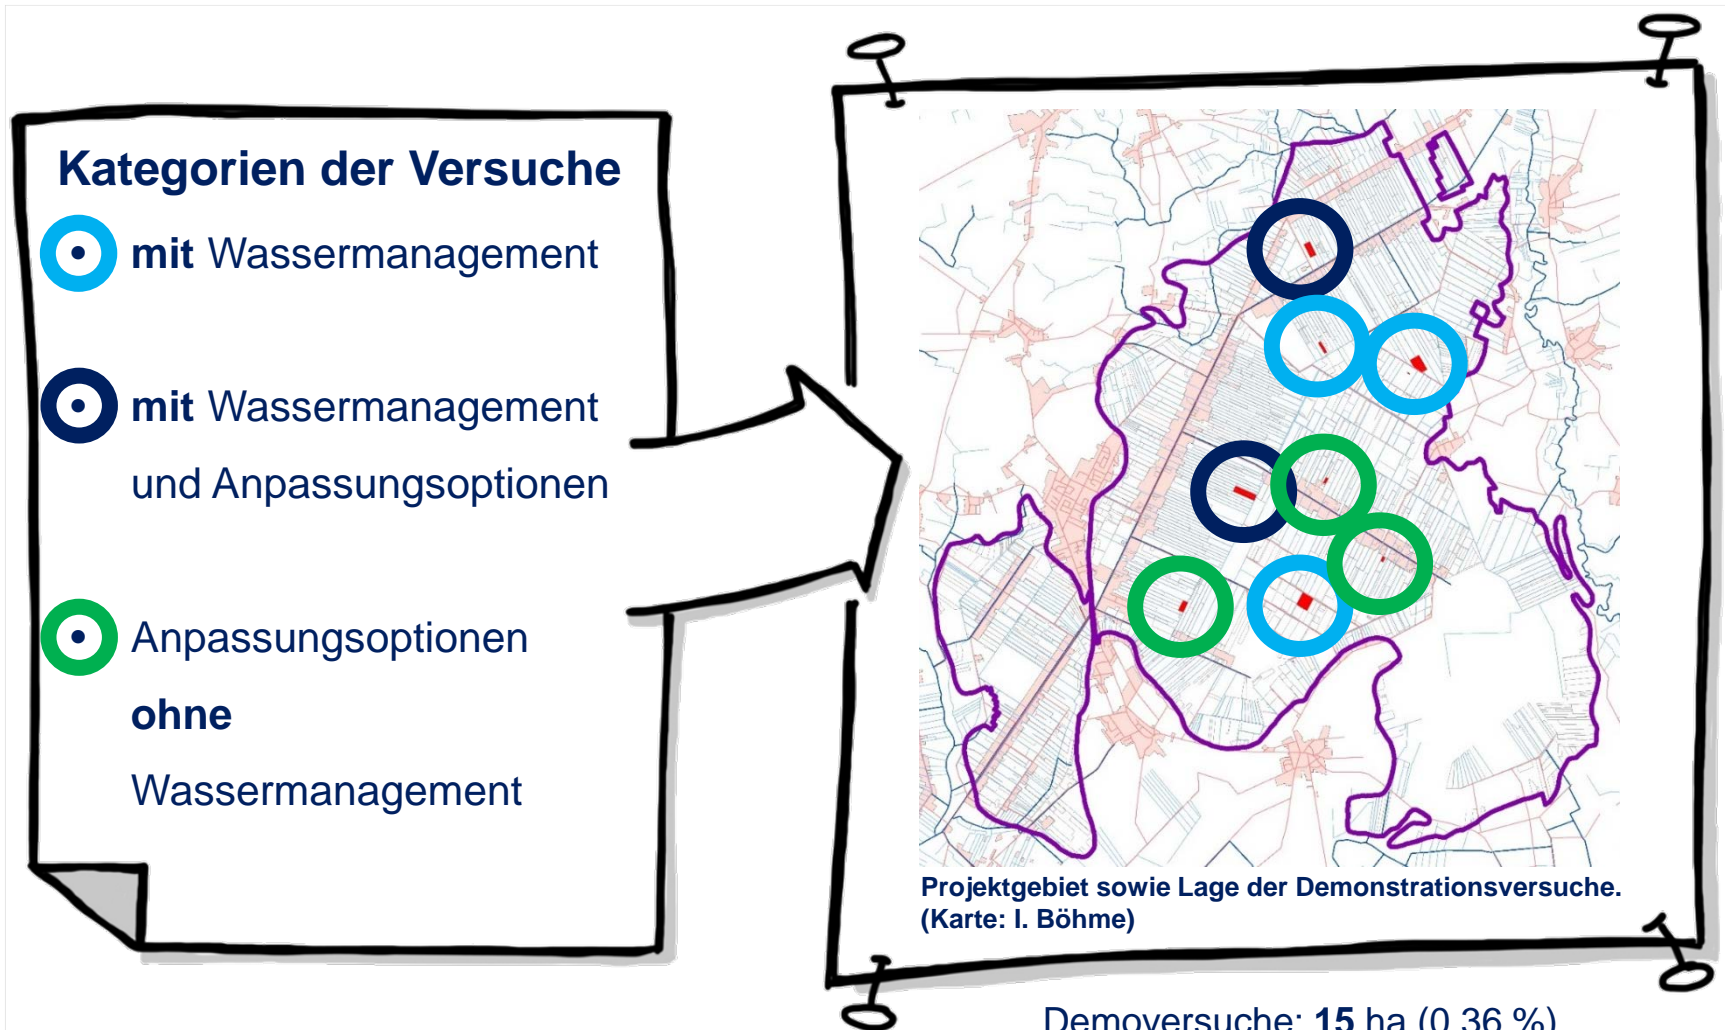 Kategorien der Versuche
mit Wassermanagement
mit Wassermanagement
und Anpassungsoptionen
Anpassungsoptionen
ohne
Wassermanagement
Projektgebiet sowie Lage der Demonstrationsversuche.
(Karte: I. Böhme)
Demoversuche: 15 ha (0,36 %)